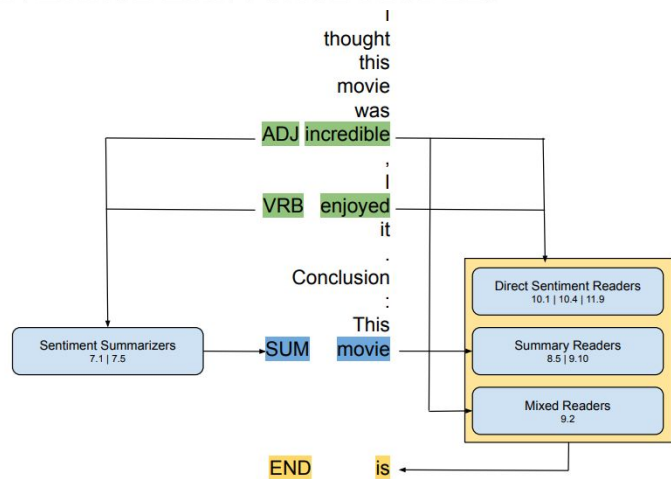 I
thought
this
movie
was
ADJ incredible
,
I
VRB enjoyed
it
.
Conclusion
:
This
SUM movie
END is
Sentiment Summarizers
7.1 | 7.5
Direct Sentiment Readers
10.1 | 10.4 | 11.9
Summary Readers
8.5 | 9.10
Mixed Readers
9.2